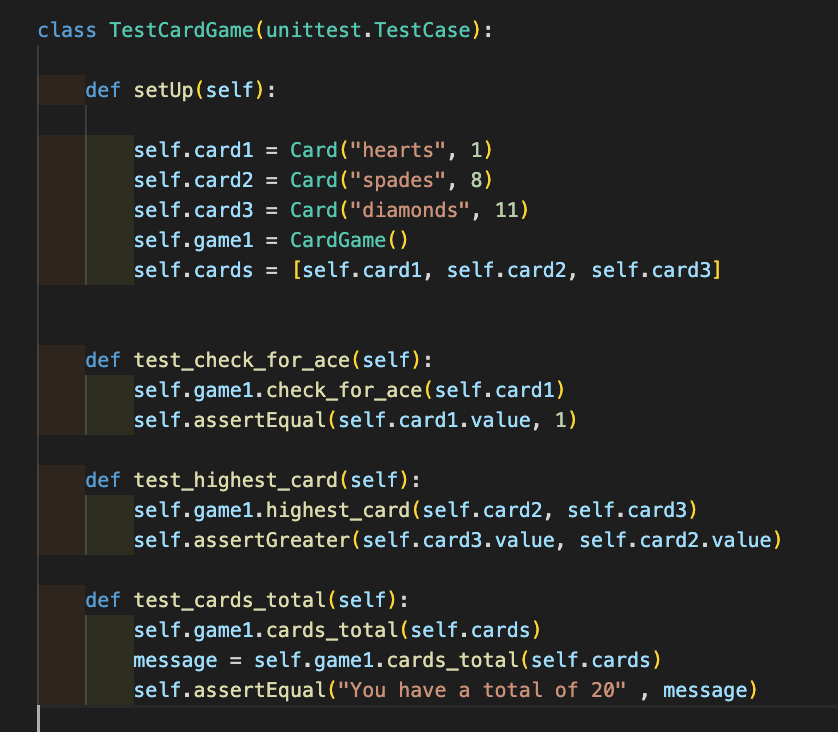 class TestCardGame(unittest.TestCase):
def setUp(self):
self.card1 = Card("hearts", 1)
self.card2 = Card("spades", 8)
self.card3 = Card("diamonds", 11)
self.game1 = CardGame()
self.cards = [self.card1, self.card2, self.card3]
def test_check_for_ace(self):
self.game1.check_for_ace(self.card1)
self.assertEqual(self.card1.value, 1)
def test_highest_card(self):
self.game1.highest_card(self.card2, self.card3)
self.assertGreater(self.card3.value, self.card2.value)
def test_cards_total(self):
self.game1.cards_total(self.cards)
message = self.game1.cards_total(self.cards)
self.assertEqual("You have a total of 20" , message)